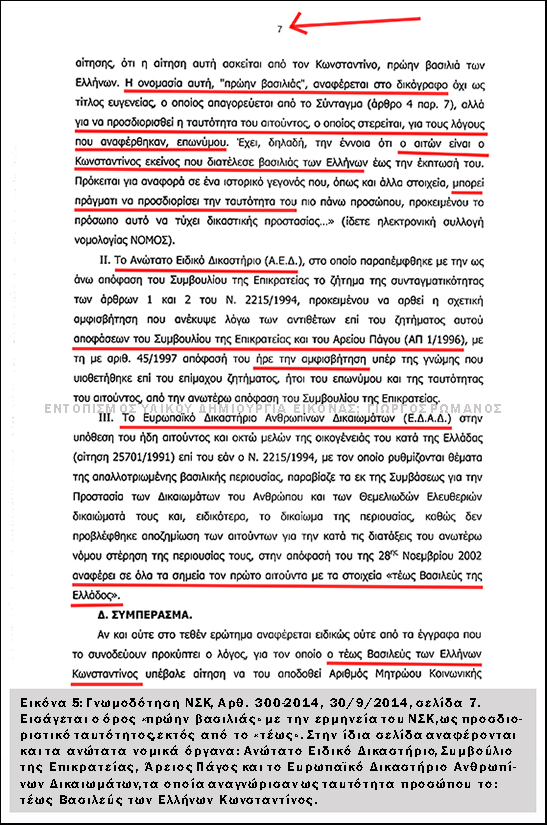 7
αίτησης, ότι η αίτηση αυτή ασκείται από τον Κωνσταντίνο, πρώην βασιλιά των
Ελλήνων. Η ονομασία αυτή, "πρώην βασιλιάς", αναφέρεται στο δικόγραφο όχι ως
τίτλος ευγενείας, ο οποίος απαγορεύεται από το Σύνταγμα (άρθρο 4 παρ. 7), αλλά
για να προσδιορισθεί η ταυτότητα του αιτούντος, ο οποίος στερείται, για τους λόγους
που αναφέρθηκαν, επωνύμου. Έχει, δηλαδή, την έννοια ότι ο αιτών είναι ο
Κωνσταντίνος εκείνος που διατέλεσε βασιλιάς των Ελλήνων έως την έκπτωσή του.
Πρόκειται για αναφορά σε ένα ιστορικό γεγονός που, όπως και άλλα στοιχεία, μπορεί
πράγματι να προσδιορίσει την ταυτότητα του πιο πάνω προσώπου, προκειμένου το
πρόσωπο αυτό να τύχει δικαστικής προστασίας...» (ίδετε ηλεκτρονική συλλογή
νομολογίας ΝΟΜΟΣ).
ΙΙ. Το Ανώτατο Ειδικό Δικαστήριο (Α.Ε.Δ.), στο οποίο παραπέμφθηκε με την ως
άνω απόφαση του Συμβουλίου της Επικρατείας το ζήτημα της συνταγματικότητας
των άρθρων 1 και 2 του Ν. 2215/1994, προκειμένου να αρθεί η σχετική
αμφισβήτηση που ανέκυψε λόγω των αντιθέτων επί του ζητήματος αυτού
αποφάσεων του Συμβουλίου της Επικρατείας και του Αρείου Πάγου (ΑΠ 1/1996), με
τη με αριθ. 45/1997 απόφασή του ήρε την αμφισβήτηση υπέρ της γνώμης που
υιοθετήθηκε επί του επίμαχου ζητήματος, ήτοι του επωνύμου και της ταυτότητας
του αιτούντος, από την ανωτέρω απόφαση του Συμβουλίου της Επικρατείας.
ΕΝΤΟΠΙΣΜΟΣ ΥΛΙΚΟΥ ΔΗΜΙΟΥΡΓΙΑ ΕΙΚΟΝΑΣ: ΓΙΩΡΓΟΣ ΡΩΜΑΝΟΣ
ΙΙΙ. Το Ευρωπαϊκό Δικαστήριο Ανθρωπίνων Δικαιωμάτων (Ε.Δ.Α.Δ.) στην
υπόθεση του ήδη αιτούντος και οκτώ μελών της οικογένειάς του κατά της Ελλάδας
(αίτηση 25701/1991) επί του εάν ο Ν. 2215/1994, με τον οποίο ρυθμίζονται θέματα
της απαλλοτριωμένης βασιλικής περιουσίας, παραβίαζε τα εκ της Συμβάσεως για την
Προστασία των Δικαιωμάτων του Ανθρώπου και των Θεμελιωδών Ελευθεριών
δικαιώματά τους και, ειδικότερα, το δικαίωμα της περιουσίας, καθώς δεν
προβλέφθηκε αποζημίωση των αιτούντων για την κατά τις διατάξεις του ανωτέρω
νόμου στέρηση της περιουσίας τους, στην απόφασή του της 28ης Νοεμβρίου 2002
αναφέρει σε όλα τα σημεία τον πρώτο αιτούντα με τα στοιχεία «τέως Βασιλεύς της
Ελλάδος».
Δ. ΣΥΜΠΕΡΑΣΜΑ.
Αν και ούτε στο τεθέν ερώτημα αναφέρεται ειδικώς ούτε από τα έγγραφα που
το συνοδεύουν προκύπτει ο λόγος, για τον οποίο ο τέως Βασιλεύς των Ελλήνων
Κωνσταντίνος υπέβαλε αίτηση να του αποδοθεί Αριθμός Μητρώου Κοινωνικής
Εικόνα 5: Γνωμοδότηση ΝΣΚ, Αρθ. 300-2014, 30/9/2014, σελίδα 7.
Εισάγεται ο όρος «πρώην βασιλιάς» με την ερμηνεία του ΝΣΚ, ως προσδιο-
ριστικό ταυτότητος, εκτός από το «τέως». Στην ίδια σελίδα αναφέρονται
και τα ανώτατα νομικά όργανα: Ανώτατο Ειδικό Δικαστήριο, Συμβούλιο
της Επικρατείας, Άρειος Πάγος και το Ευρωπαϊκό Δικαστήριο Ανθρωπί-
νων Δικαιωμάτων, τα οποία αναγνώρισαν ως ταυτότητα προσώπου το:
τέως Βασιλεύς των Ελλήνων Κωνσταντίνος.